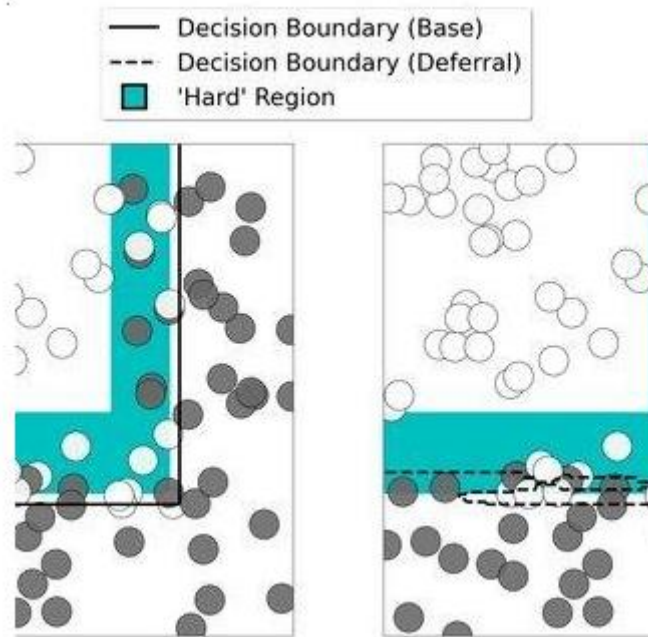 Decision Boundary (Base)
Decision Boundary (Deferral)
'Hard' Region